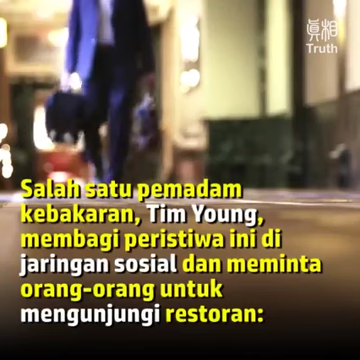 真相
Truth
Salah satu pemadam
kebakaran, Tim Young,
membagi peristiwa ini di
jaringan sosial dan meminta
orang-orang untuk
mengunjungi restoran: